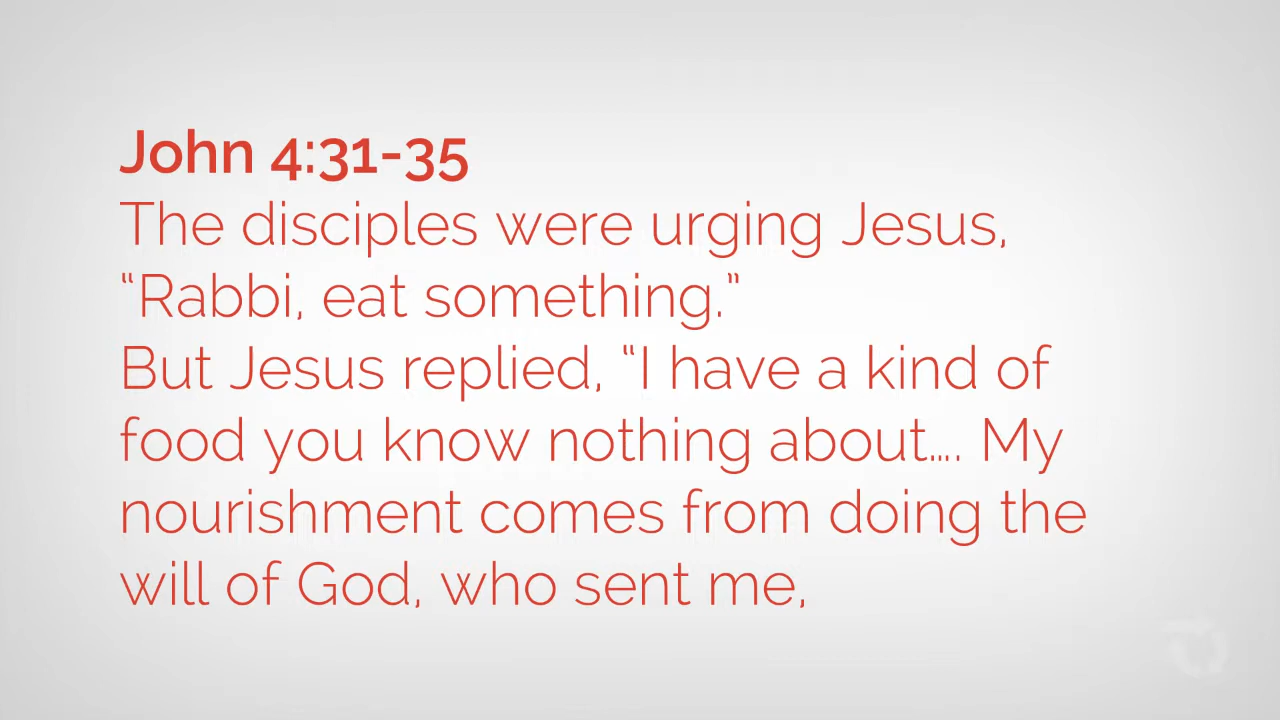 John 4:31-35
The disciples were urging Jesus,
“Rabbi, eat something.”
But Jesus replied, “I have a kind of
food you know nothing about…. My
nourishment comes from doing the
will of God, who sent me,